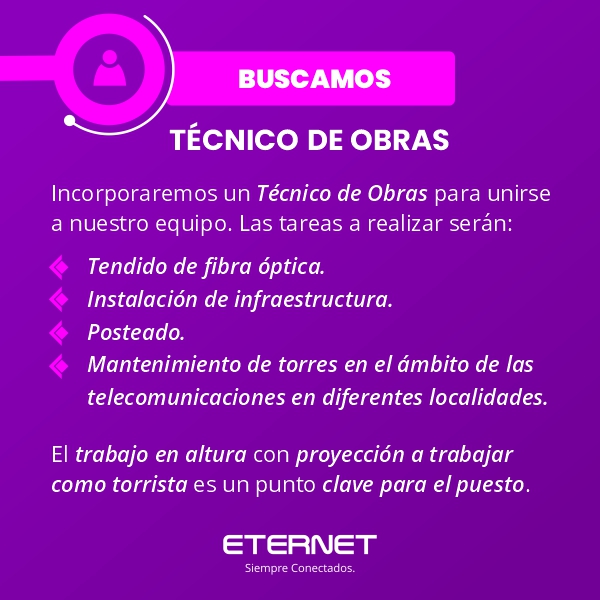 BUSCAMOS
TÉCNICO DE OBRAS
Incorporaremos un Técnico de Obras para unirse
a nuestro equipo. Las tareas a realizar serán:
Tendido de fibra óptica.
Instalación de infraestructura.
Posteado.
Mantenimiento de torres en el ámbito de las
telecomunicaciones en diferentes localidades.
El trabajo en altura con proyección a trabajar
como torrista es un punto clave para el puesto.
ETERNET
Siempre Conectados.